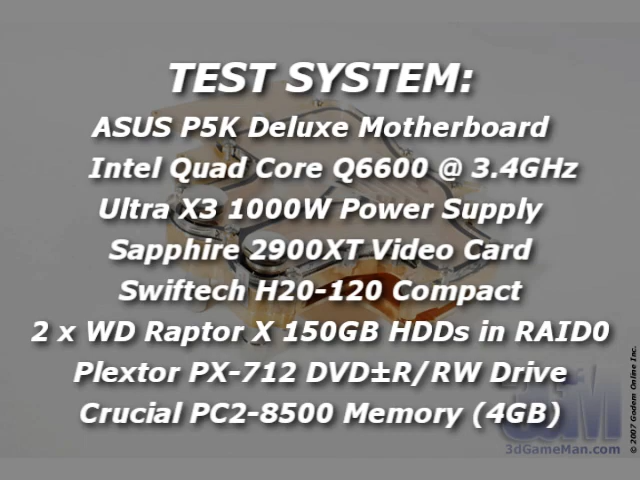 TEST SYSTEM:
ASUS P5K Deluxe Motherboard
Intel Quad Core Q6600 @ 3.4GHz
Ultra X3 1000W Power Supply
Sapphire 2900XT Video Card
Swiftech H20-120 Compact
2 x WD Raptor X 150GB HDDs in RAID0
Plextor PX-712 DVD±R/RW Drive
Crucial PC2-8500 Memory (4GB)
3dGameMan.com
© 2007 Godem Online Inc.